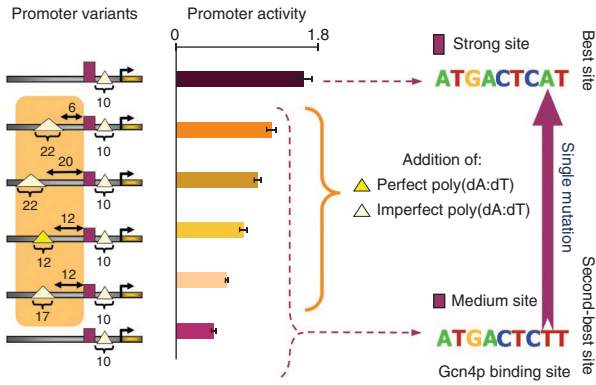 Promoter variants
Promoter activity
0
1.8
Strong site
ATGACTCAT
Best site
10
6
22
10
20
22
10
12
12
10
12
17
10
10
Addition of:
Perfect poly(dA:dT)
Imperfect poly(dA:dT)
Single mutation
Medium site
ATGACTCTT
Second-best site
Gcn4p binding site